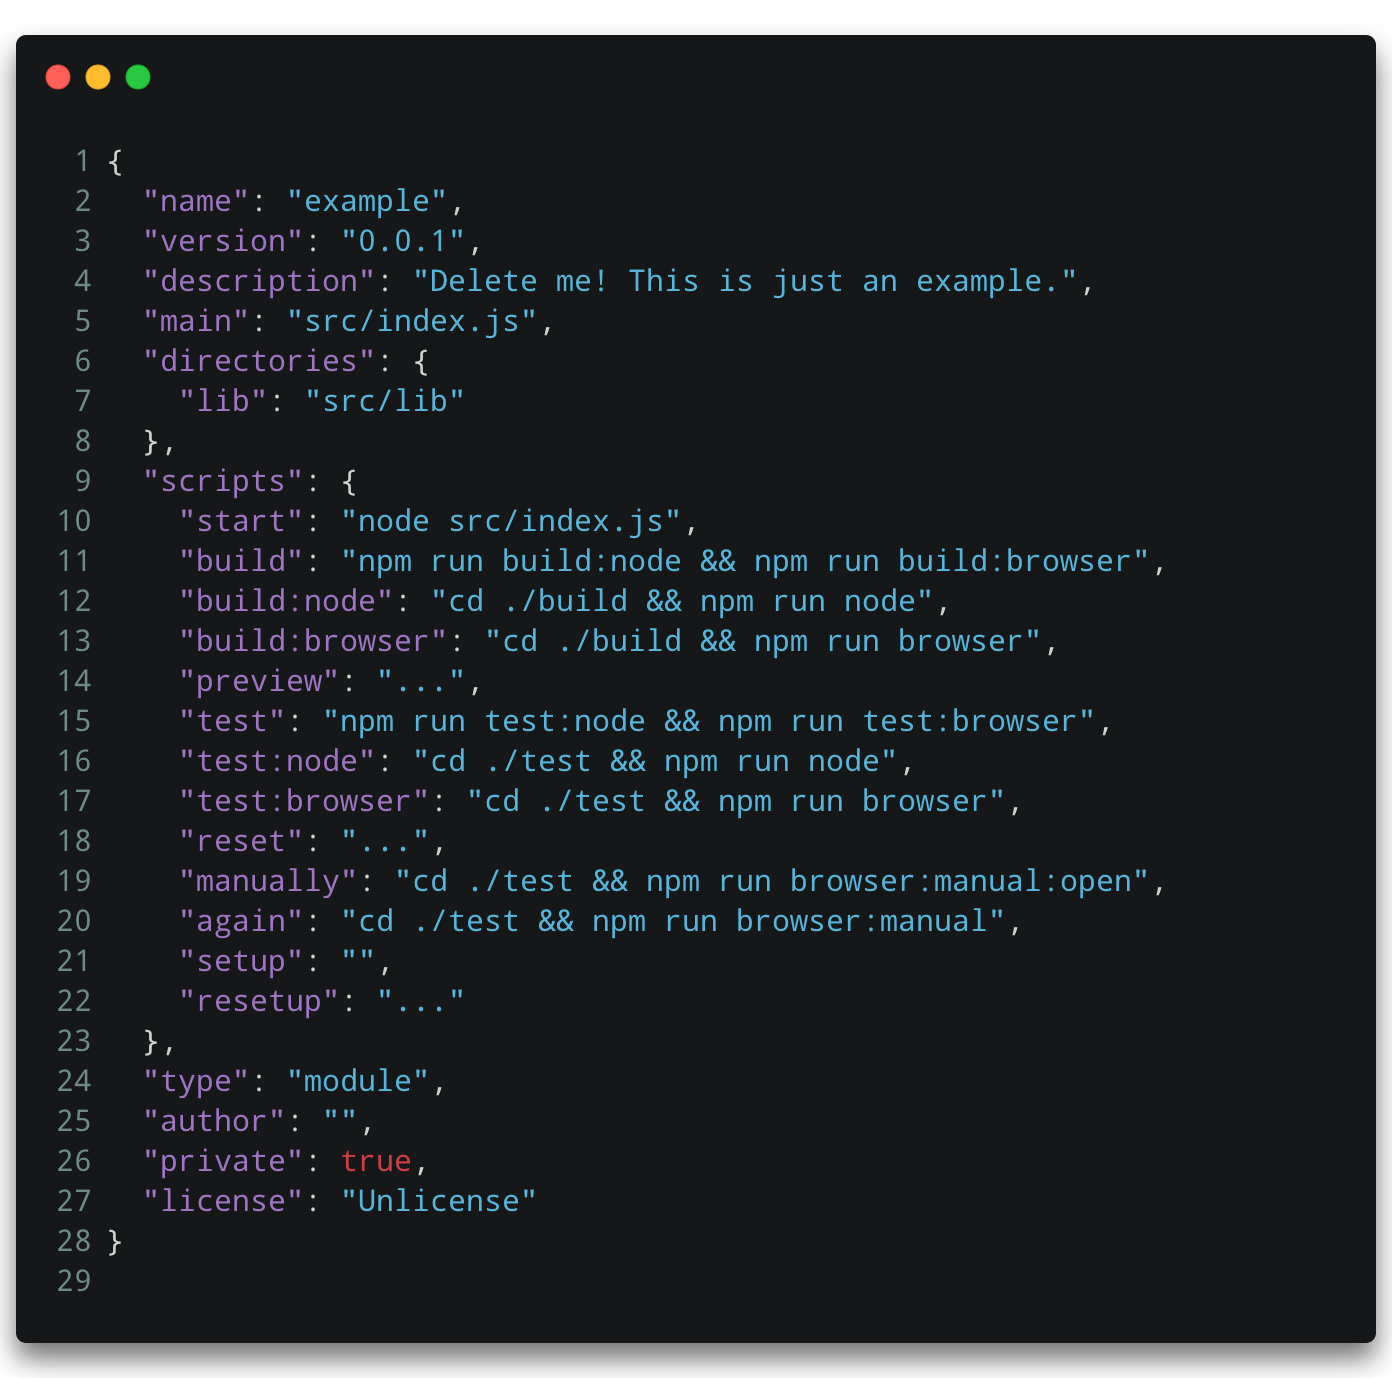 1 {
2   "name": "example",
3   "version": "0.0.1",
4   "description": "Delete me! This is just an example.",
5   "main": "src/index.js",
6   "directories": {
7     "lib": "src/lib"
8   },
9   "scripts": {
10     "start": "node src/index.js",
11     "build": "npm run build:node && npm run build:browser",
12     "build:node": "cd ./build && npm run node",
13     "build:browser": "cd ./build && npm run browser",
14     "preview": "...",
15     "test": "npm run test:node && npm run test:browser",
16     "test:node": "cd ./test && npm run node",
17     "test:browser": "cd ./test && npm run browser",
18     "reset": "...",
19     "manually": "cd ./test && npm run browser:manual:open",
20     "again": "cd ./test && npm run browser:manual",
21     "setup": "",
22     "resetup": "..."
23   },
24   "type": "module",
25   "author": "",
26   "private": true,
27   "license": "Unlicense"
28 }
29